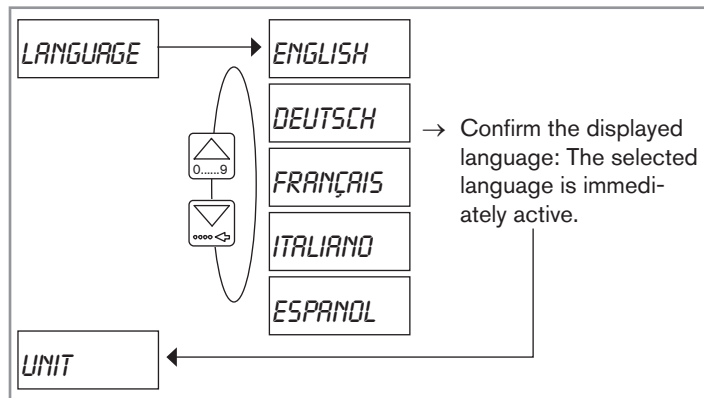 LANGUAGE
ENGLISH
DEUTSCH
FRANÇAIS
ITALIANO
ESPANOL
0......9
→ Confirm the displayed
language: The selected
language is immedi-
ately active.
UNIT